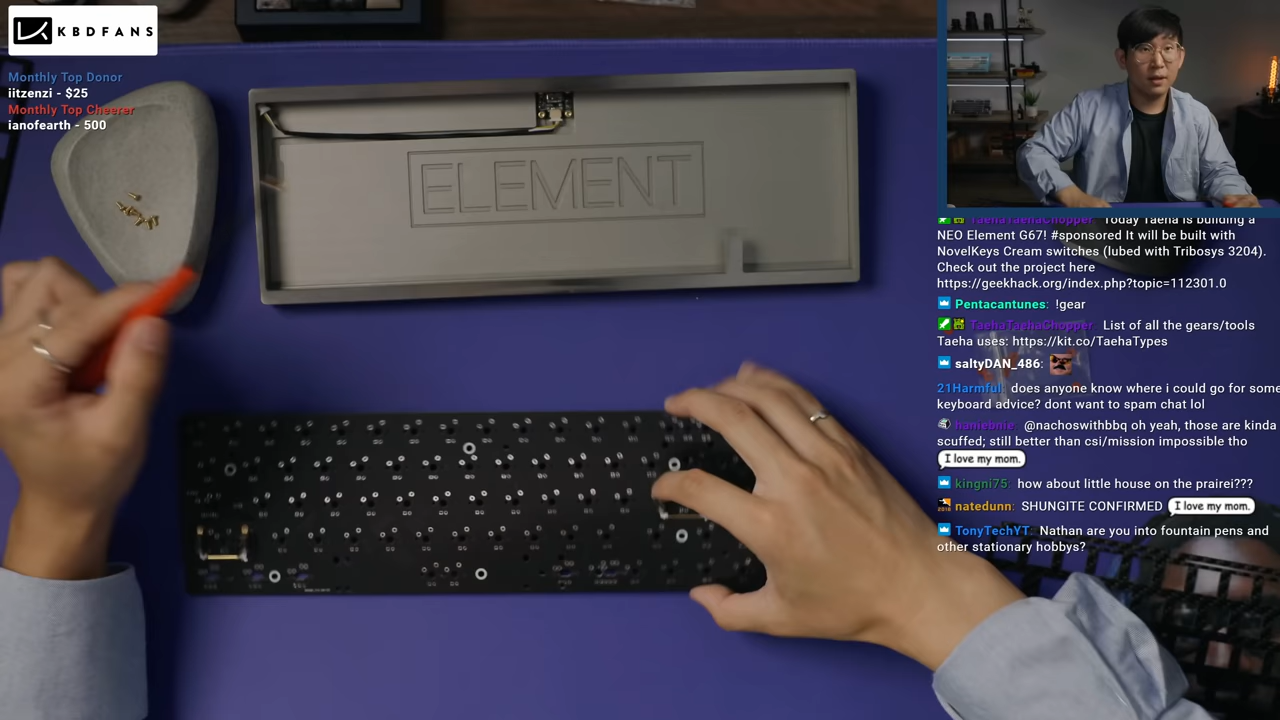 KBDFANS
Monthly Top Donor
iitzenzi - $25
Monthly Top Cheerer
ianofearth - 500
ELEMENT
TaehaTaehaChopper: Today Taeha is building a
NEO Element G67! #sponsored It will be built with
NovelKeys Cream switches (lubed with Tribosys 3204).
Check out the project here
https://geekhack.org/index.php?topic=112301.0
Pentacantunes: !gear
TaehaTaehaChopper: List of all the gears/tools
Taeha uses: https://kit.co/TaehaTypes
saltyDAN_486:
21Harmful: does anyone know where i could go for some
keyboard advice? dont want to spam chat lol
hamiebnie: @nachoswithbbq oh yeah, those are kinda
scuffed; still better than csi/mission impossible tho
I love my mom.
kingni75: how about little house on the prairei???
natedunn: SHUNGITE CONFIRMED I love my mom.
TonyTechYT: Nathan are you into fountain pens and
other stationary hobbys?